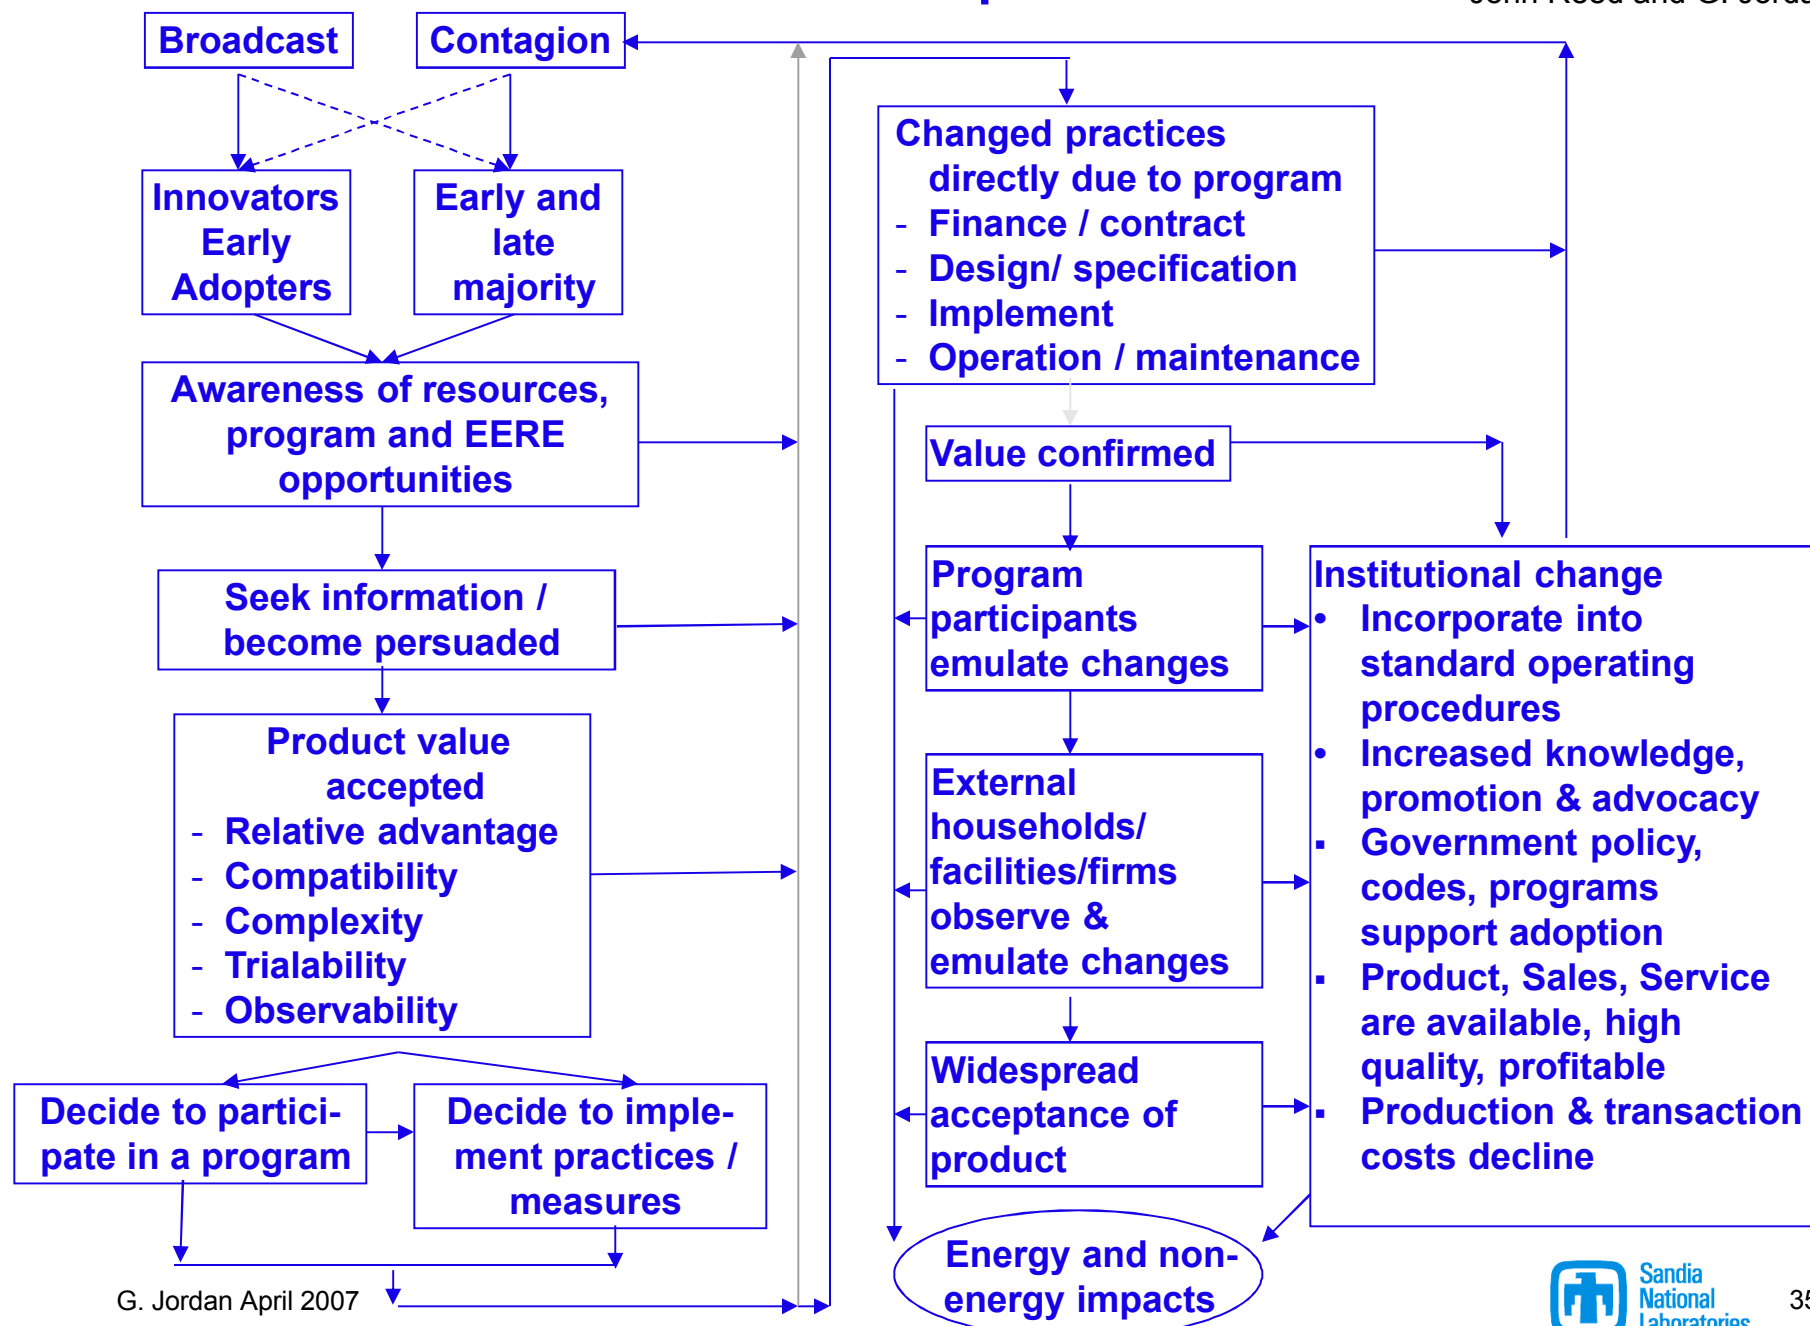 Broadcast
Contagion
Innovators
Early
Adopters
Early and
late
majority
Awareness of resources,
program and EERE
opportunities
Seek information /
become persuaded
Product value
accepted
- Relative advantage
- Compatibility
- Complexity
- Trialability
- Observability
Decide to partici-
pate in a program
Decide to imple-
ment practices /
measures
Changed practices
directly due to program
- Finance / contract
- Design/ specification
- Implement
- Operation / maintenance
Value confirmed
Program
participants
emulate changes
External
households/
facilities/firms
observe &
emulate changes
Widespread
acceptance of
product
Institutional change
• Incorporate into
standard operating
procedures
• Increased knowledge,
promotion & advocacy
▪ Government policy,
codes, programs
support adoption
▪ Product, Sales, Service
are available, high
quality, profitable
▪ Production & transaction
costs decline
Energy and non-
energy impacts
G. Jordan April 2007
Sandia
National
Laboratories
35